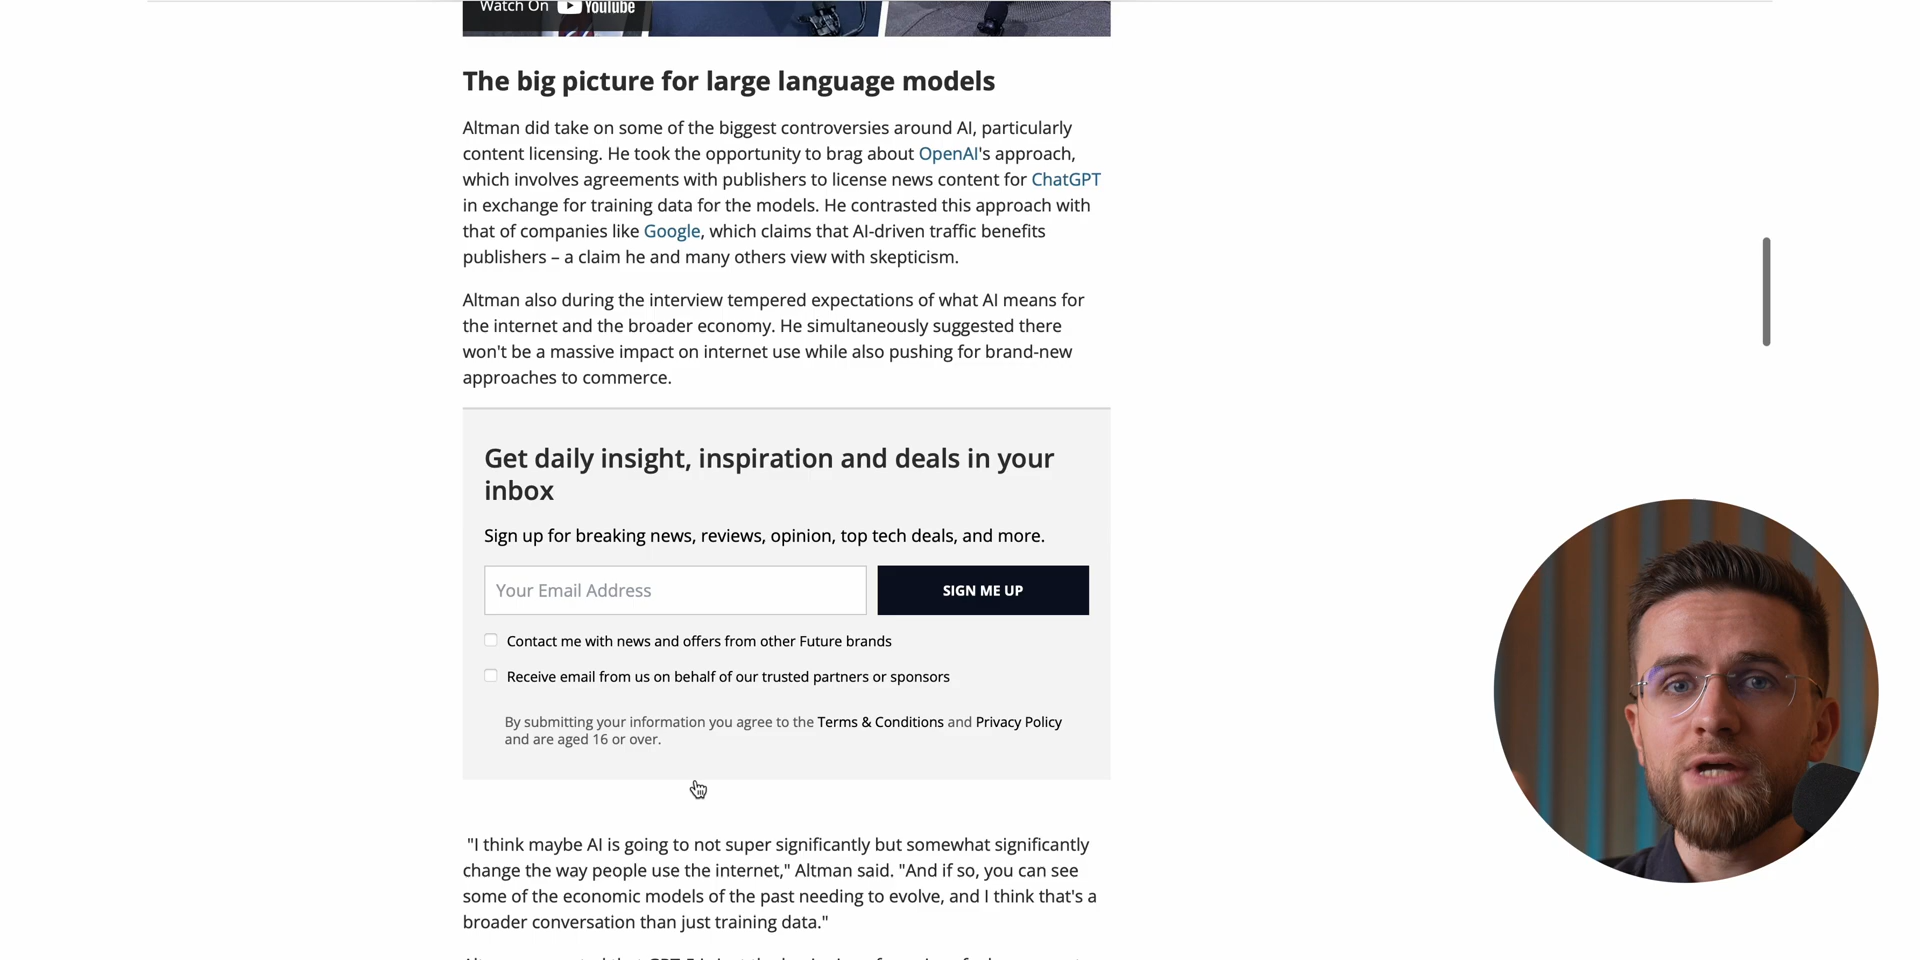 Watch On YouTube
The big picture for large language models
Altman did take on some of the biggest controversies around AI, particularly
content licensing. He took the opportunity to brag about OpenAI's approach,
which involves agreements with publishers to license news content for ChatGPT
in exchange for training data for the models. He contrasted this approach with
that of companies like Google, which claims that AI-driven traffic benefits
publishers – a claim he and many others view with skepticism.
Altman also during the interview tempered expectations of what AI means for
the internet and the broader economy. He simultaneously suggested there
won't be a massive impact on internet use while also pushing for brand-new
approaches to commerce.
Get daily insight, inspiration and deals in your
inbox
Sign up for breaking news, reviews, opinion, top tech deals, and more.
Your Email Address
SIGN ME UP
Contact me with news and offers from other Future brands
Receive email from us on behalf of our trusted partners or sponsors
By submitting your information you agree to the Terms & Conditions and Privacy Policy
and are aged 16 or over.
"I think maybe AI is going to not super significantly but somewhat significantly
change the way people use the internet," Altman said. "And if so, you can see
some of the economic models of the past needing to evolve, and I think that's a
broader conversation than just training data."